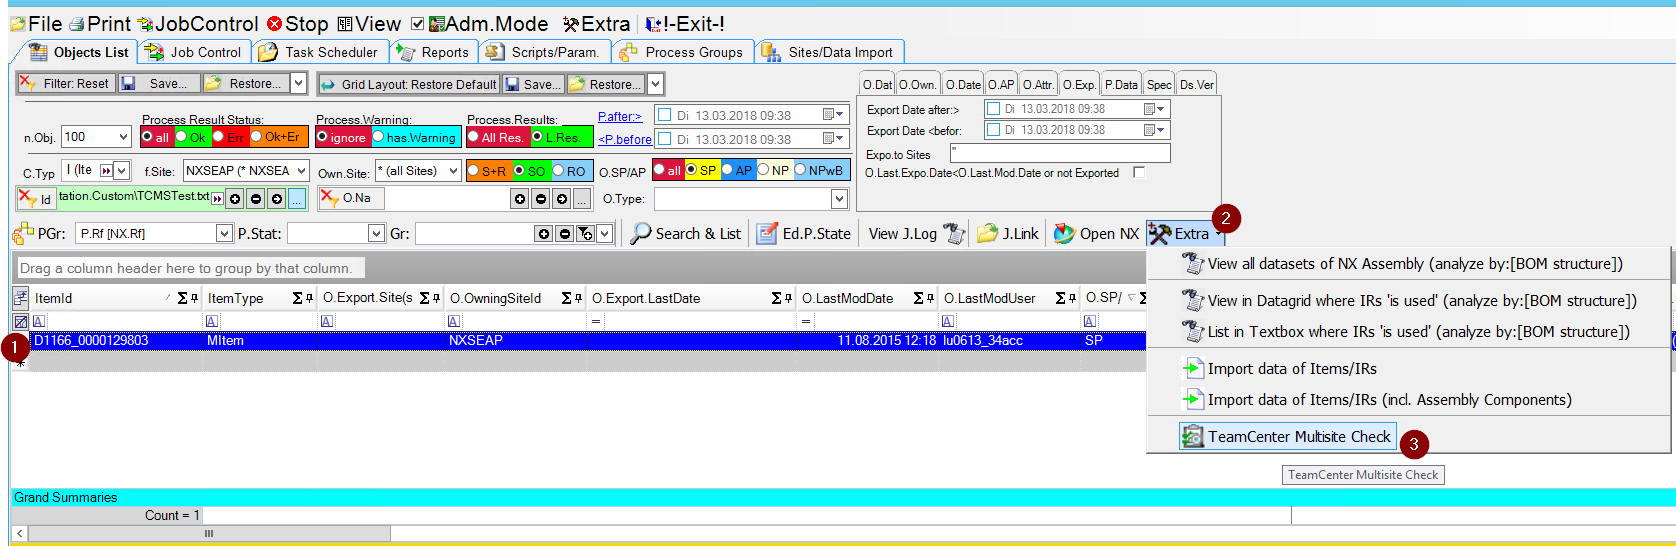 File Print JobControl Stop View Adm.Mode Extra !-Exit-!
Objects List Job Control Task Scheduler Reports Scripts/Param. Process Groups Sites/Data Import
Filter: Reset Save... Restore... Grid Layout: Restore Default Save... Restore...
O.Dat O.Own. O.Date O.AP O.Attr. O.Exp. P.Data Spec Ds.Ver
Process Result Status: Process.Warning: Process.Results: P.after:> Di 13.03.2018 09:38
Export Date after:> Di 13.03.2018 09:38
n.Obj. 100 all Ok Err Ok+Er ignore has.Warning All Res. L.Res. <P.before Di 13.03.2018 09:38
Export Date <befor: Di 13.03.2018 09:38
Expo.to Sites "
C.Typ I (Ite f.Site: NXSEAP (* NXSEA Own.Site: * (all Sites) S+R SO RO O.SP/AP all SP AP NP NPwB
O.Last.Expo.Date<O.Last.Mod.Date or not Exported
Id tation.Custom\TCMSTest.txt ... O.Na ... O.Type:
2
PGr: P.Rf [NX.Rf] P.Stat: Gr: Search & List Ed.P.State View J.Log J.Link Open NX Extra
Drag a column header here to group by that column.
View all datasets of NX Assembly (analyze by:[BOM structure])
ItemId Σ ItemType Σ O.Export.Site(s Σ O.OwningSiteId Σ O.Export.LastDate Σ O.LastModDate Σ O.LastModUser Σ O.SP/ Σ
View in Datagrid where IRs 'is used' (analyze by:[BOM structure])
A A A A = = A A
List in Textbox where IRs 'is used' (analyze by:[BOM structure])
1 D1166_0000129803 MItem NXSEAP 11.08.2015 12:18 lu0613_34acc SP
*
Import data of Items/IRs
Import data of Items/IRs (incl. Assembly Components)
TeamCenter Multisite Check 3
TeamCenter Multisite Check
Grand Summaries
Count = 1